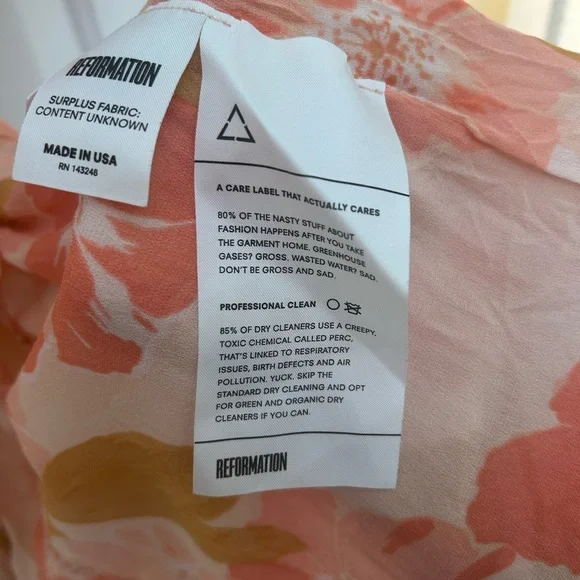 REFORMATION
SURPLUS FABRIC:
CONTENT UNKNOWN
MADE IN USA
RN 143248
A CARE LABEL THAT ACTUALLY CARES
80% OF THE NASTY STUFF ABOUT
FASHION HAPPENS AFTER YOU TAKE
THE GARMENT HOME. GREENHOUSE
GASES? GROSS. WASTED WATER? SAD.
DON'T BE GROSS AND SAD.
PROFESSIONAL CLEAN
85% OF DRY CLEANERS USE A CREEPY,
TOXIC CHEMICAL CALLED PERC,
THAT'S LINKED TO RESPIRATORY
ISSUES, BIRTH DEFECTS AND AIR
POLLUTION. YUCK. SKIP THE
STANDARD DRY CLEANING AND OPT
FOR GREEN AND ORGANIC DRY
CLEANERS IF YOU CAN.
REFORMATION